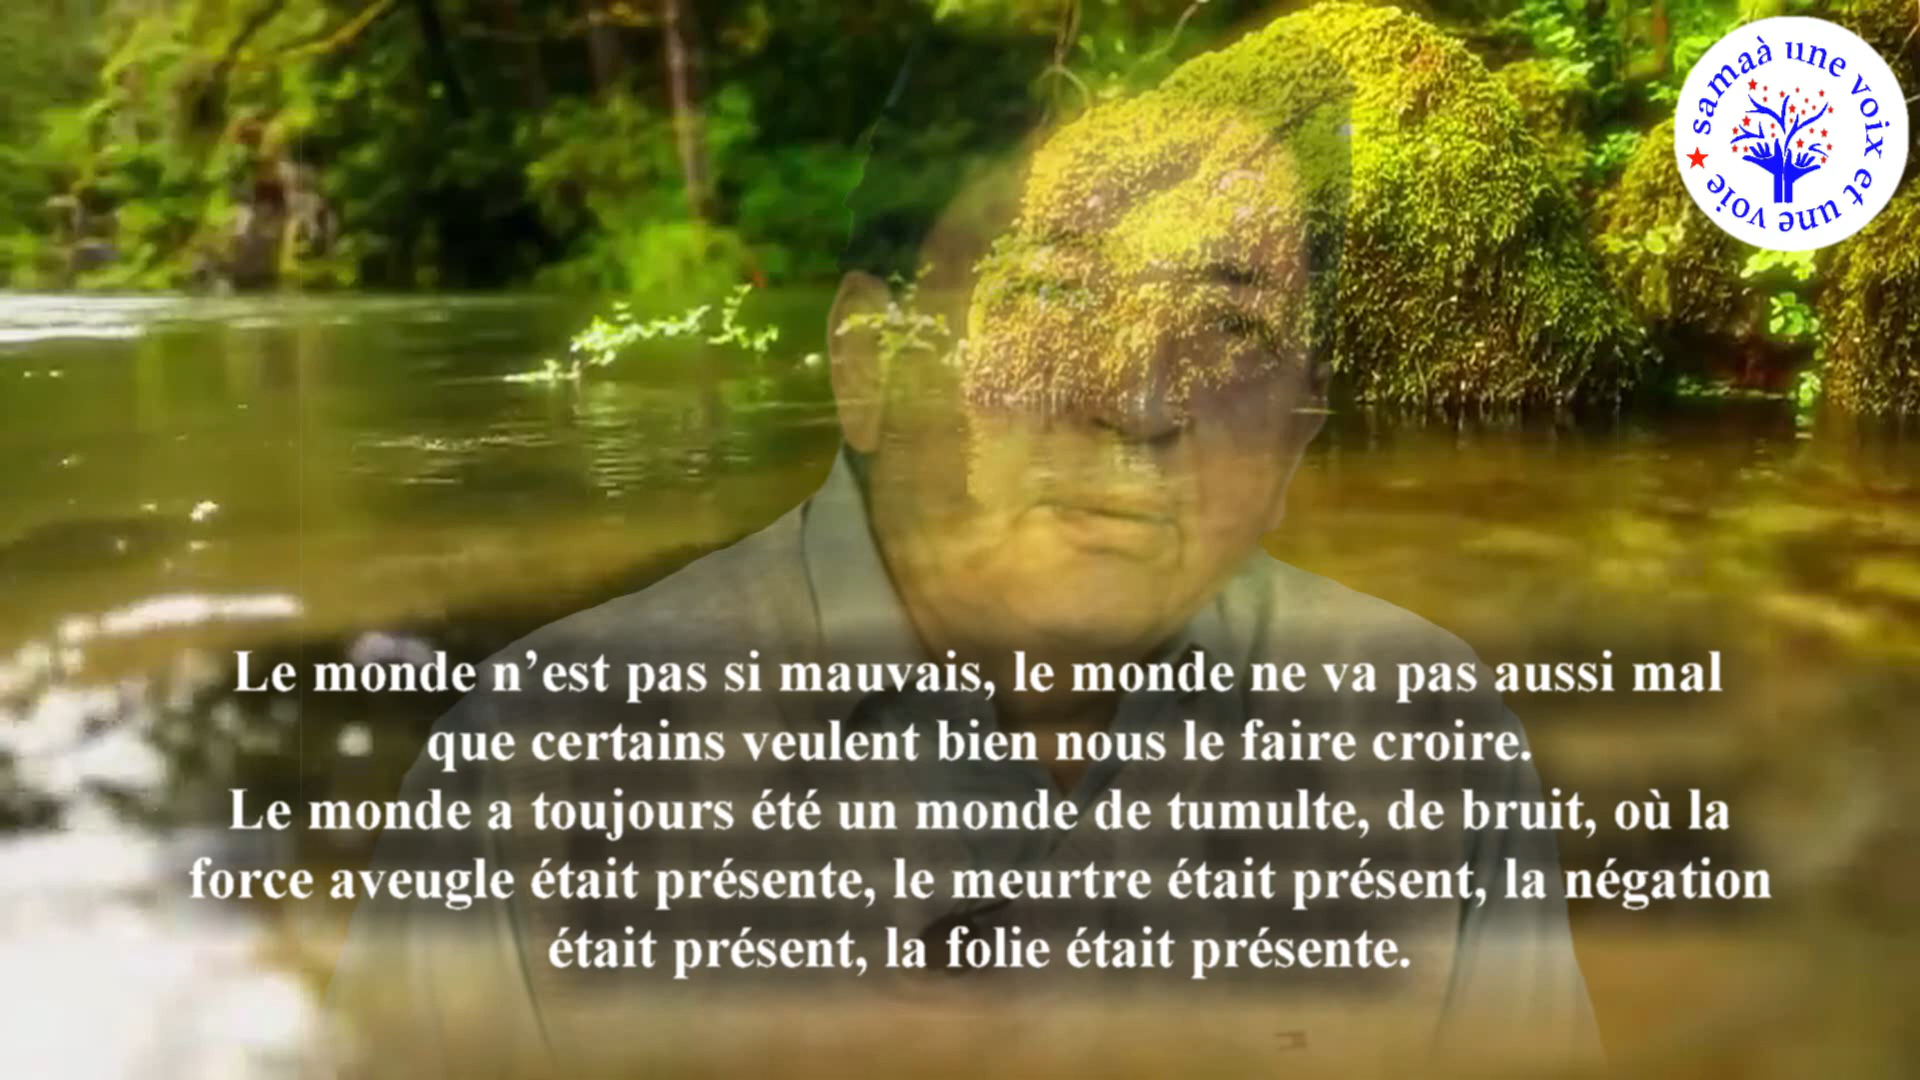 samaà une voix et une voie
Le monde n’est pas si mauvais, le monde ne va pas aussi mal
que certains veulent bien nous le faire croire.
Le monde a toujours été un monde de tumulte, de bruit, où la
force aveugle était présente, le meurtre était présent, la négation
était présent, la folie était présente.